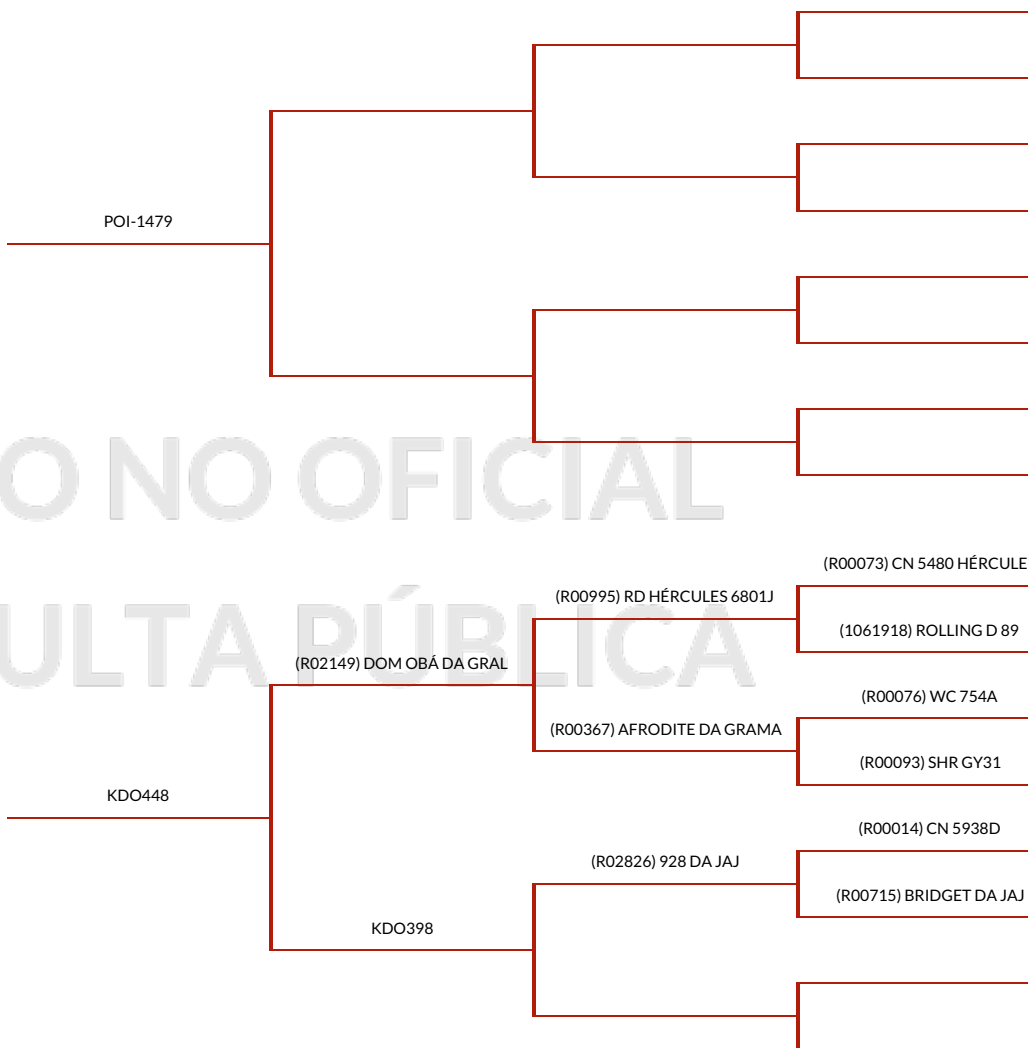 POI-1479
O NO OFICIAL
(R00073) CN 5480 HÉRCULE
(R00995) RD HÉRCULES 6801J
(1061918) ROLLING D 89
ULTA PÚBLICA
(R02149) DOM OBÁ DA GRAL
(R00076) WC 754A
(R00367) AFRODITE DA GRAMA
(R00093) SHR GY31
KDO448
(R00014) CN 5938D
(R02826) 928 DA JAJ
(R00715) BRIDGET DA JAJ
KDO398